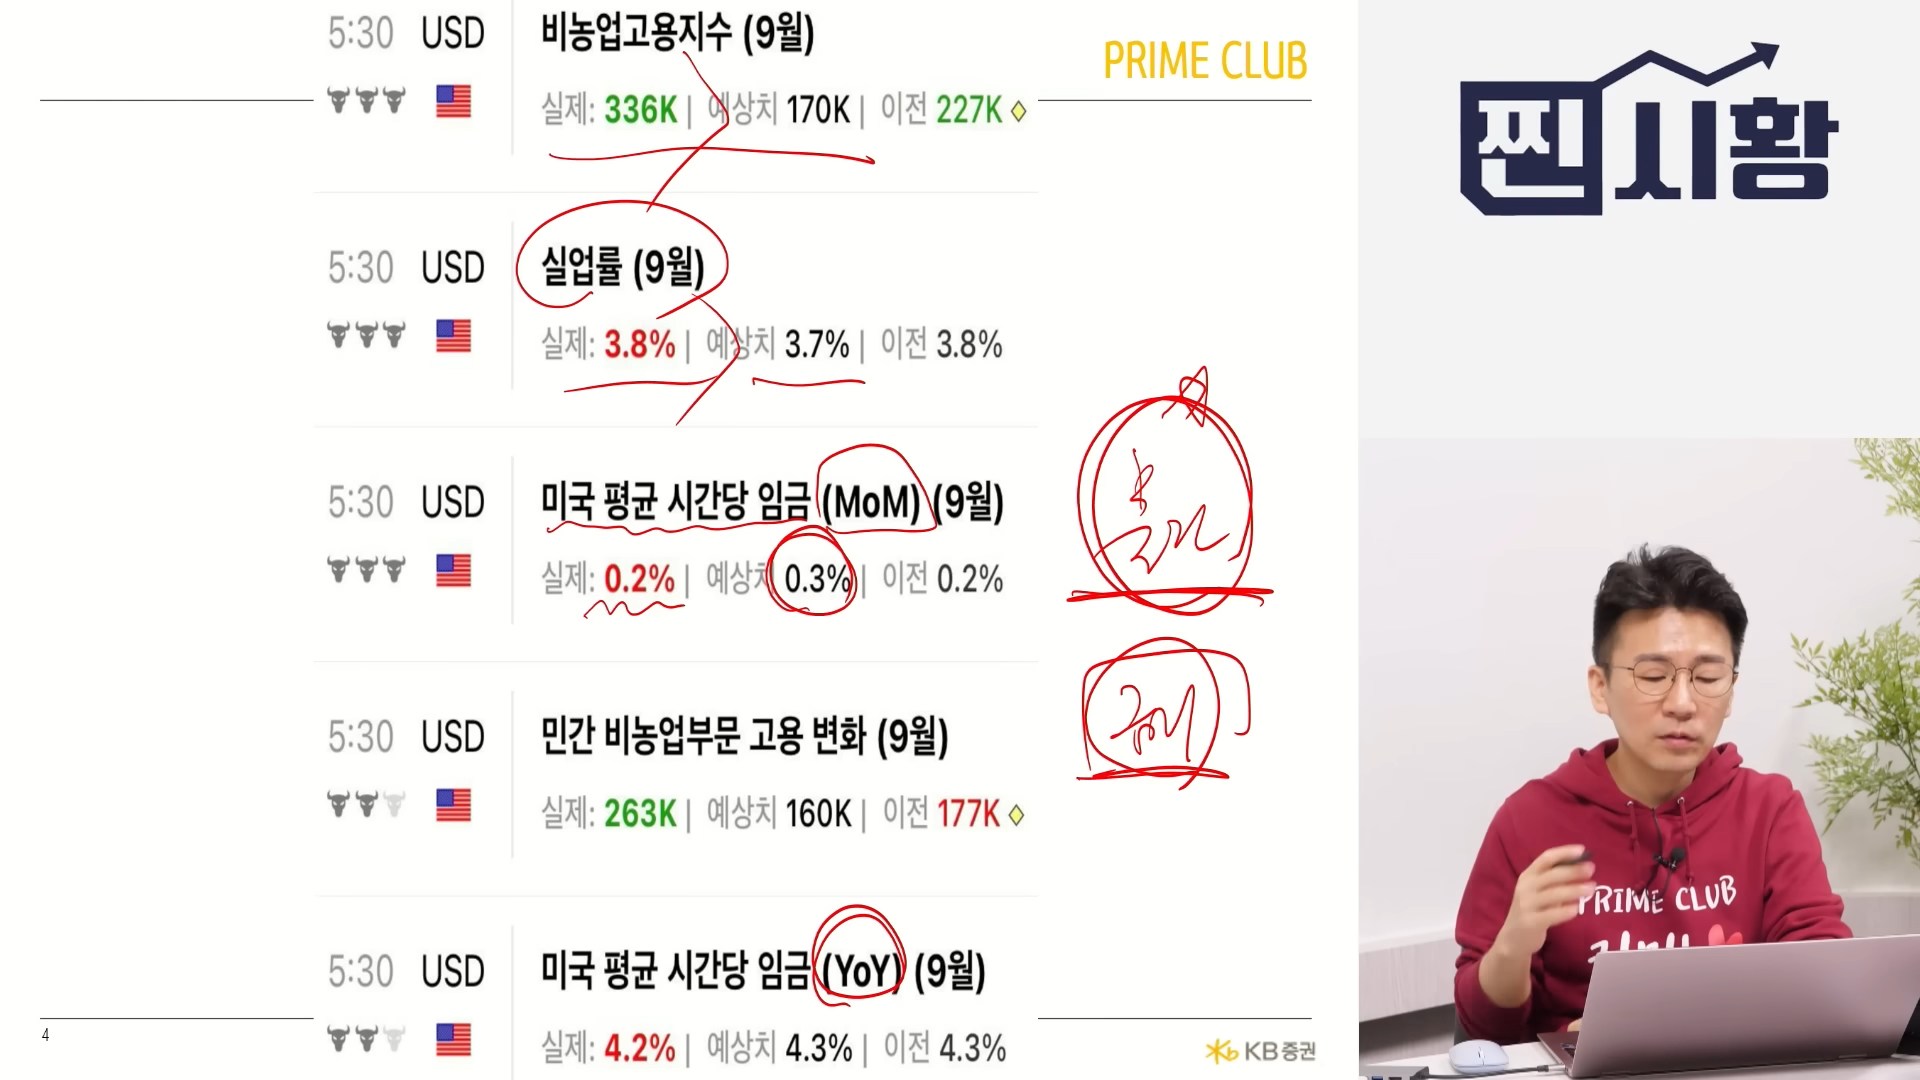 5:30 USD 비농업고용지수 (9월)
실제: 336K | 예상치 170K | 이전 227K
5:30 USD 실업률 (9월)
실제: 3.8% | 예상치 3.7% | 이전 3.8%
5:30 USD 미국 평균 시간당 임금 (MoM) (9월)
실제: 0.2% | 예상치 0.3% | 이전 0.2%
5:30 USD 민간 비농업부문 고용 변화 (9월)
실제: 263K | 예상치 160K | 이전 177K
5:30 USD 미국 평균 시간당 임금 (YoY) (9월)
실제: 4.2% | 예상치 4.3% | 이전 4.3%
4
PRIME CLUB
KB증권
찐시황
PRIME CLUB